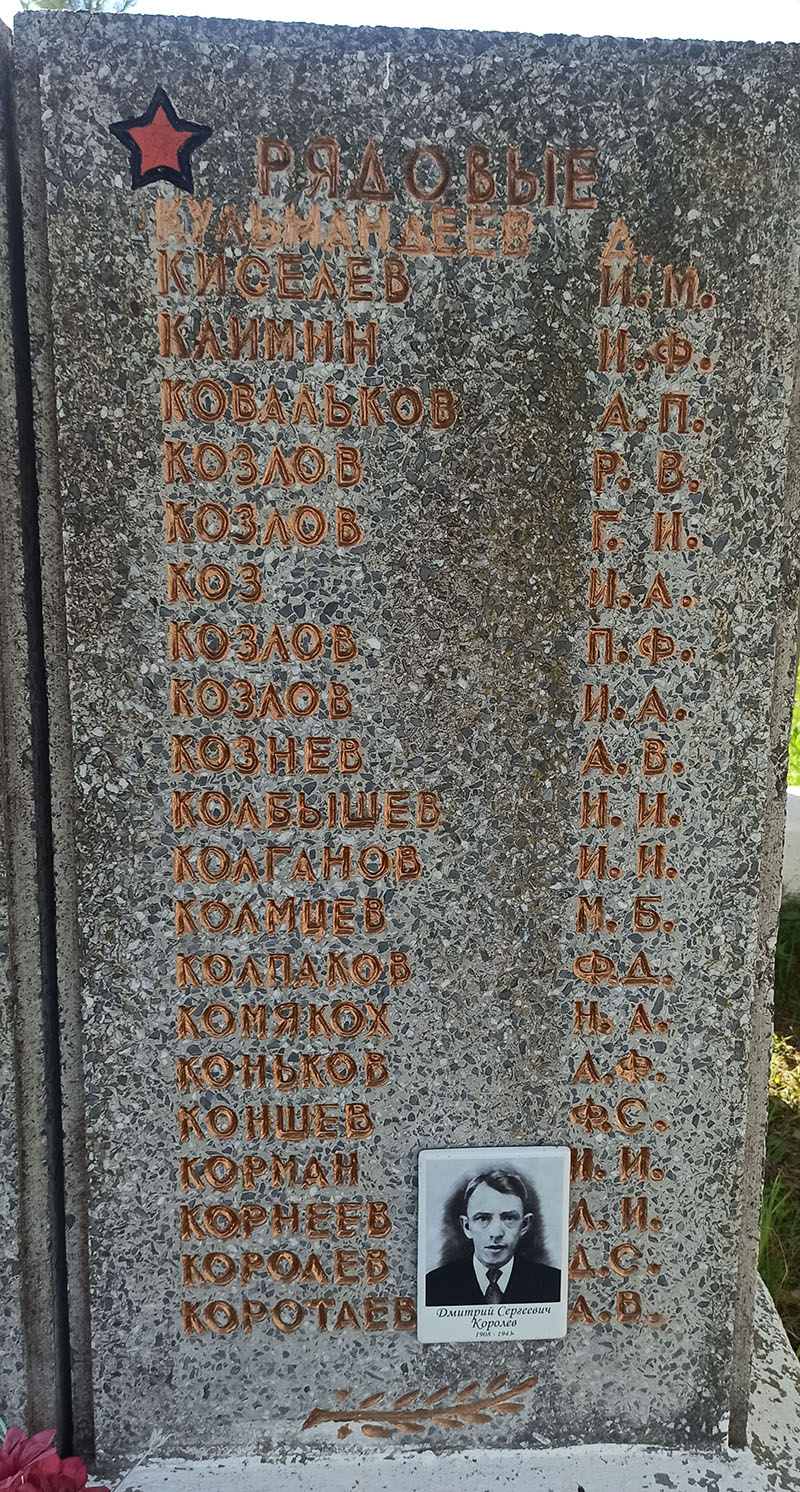 РЯДОВЫЕ
КУЛЬМАНДЕЕВ А.
КИСЕЛЕВ И. М.
КЛИМИН И. Ф.
КОВАЛЬКОВ А. П.
КОЗЛОВ Р. В.
КОЗЛОВ Г. И.
КОЗ И. А.
КОЗЛОВ П. Ф.
КОЗЛОВ И. А.
КОЗНЕВ А. В.
КОЛБЫШЕВ Н. И.
КОЛГАНОВ И. Н.
КОЛМЦЕВ М. Б.
КОЛПАКОВ Ф. Д.
КОМЯКОХ Н. А.
КОНЬКОВ А. Ф.
КОНШЕВ Ф. С.
КОРМАН И. И.
КОРНЕЕВ Л. И.
КОРОЛЕВ Д. С.
КОРОТАЕВ А. В.
Дмитрий Сергеевич
Королев
1908 - 1943